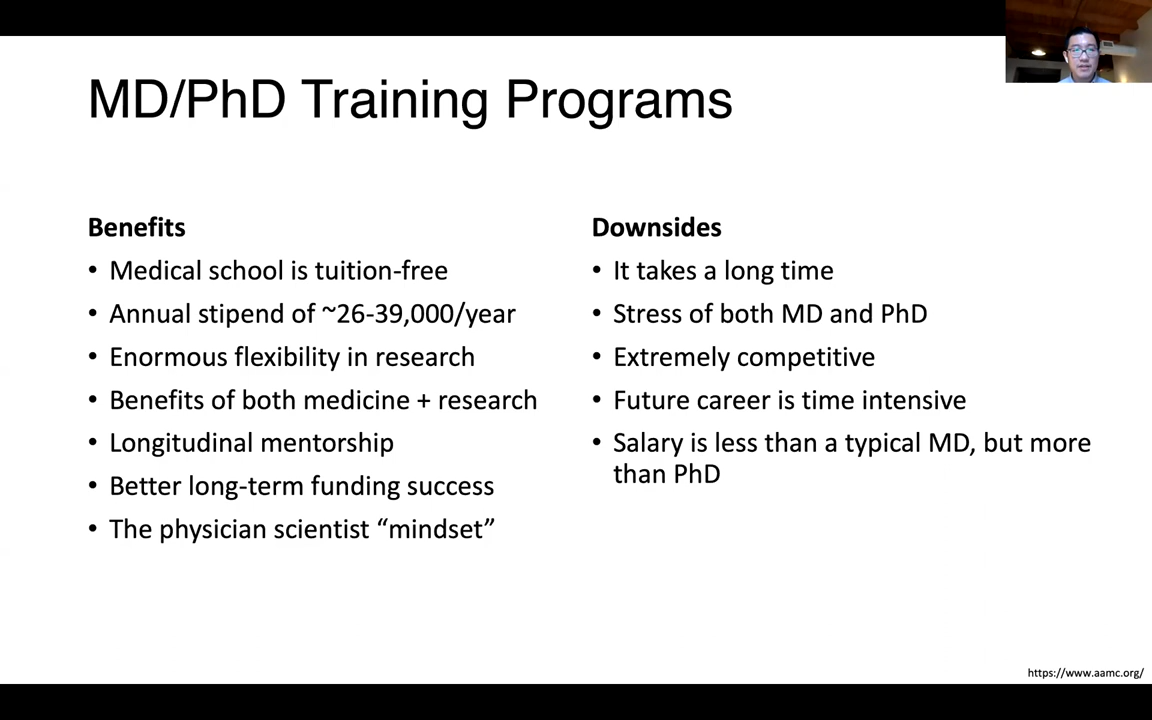 MD/PhD Training Programs
Benefits
• Medical school is tuition-free
• Annual stipend of ~26-39,000/year
• Enormous flexibility in research
• Benefits of both medicine + research
• Longitudinal mentorship
• Better long-term funding success
• The physician scientist “mindset”
Downsides
• It takes a long time
• Stress of both MD and PhD
• Extremely competitive
• Future career is time intensive
• Salary is less than a typical MD, but more
than PhD
https://www.aamc.org/